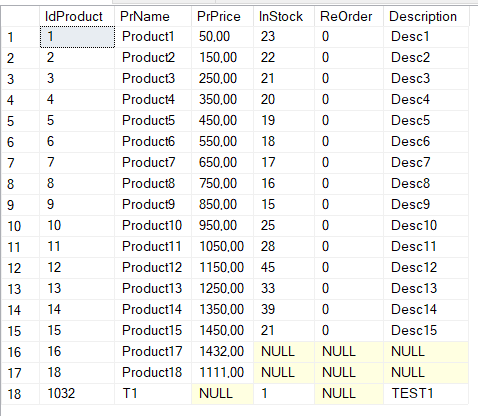 IdProduct PrName PrPrice InStock ReOrder Description
1 1 Product1 50,00 23 0 Desc1
2 2 Product2 150,00 22 0 Desc2
3 3 Product3 250,00 21 0 Desc3
4 4 Product4 350,00 20 0 Desc4
5 5 Product5 450,00 19 0 Desc5
6 6 Product6 550,00 18 0 Desc6
7 7 Product7 650,00 17 0 Desc7
8 8 Product8 750,00 16 0 Desc8
9 9 Product9 850,00 15 0 Desc9
10 10 Product10 950,00 25 0 Desc10
11 11 Product11 1050,00 28 0 Desc11
12 12 Product12 1150,00 45 0 Desc12
13 13 Product13 1250,00 33 0 Desc13
14 14 Product14 1350,00 39 0 Desc14
15 15 Product15 1450,00 21 0 Desc15
16 16 Product17 1432,00 NULL NULL NULL
17 18 Product18 1111,00 NULL NULL NULL
18 1032 T1 NULL 1 NULL TEST1